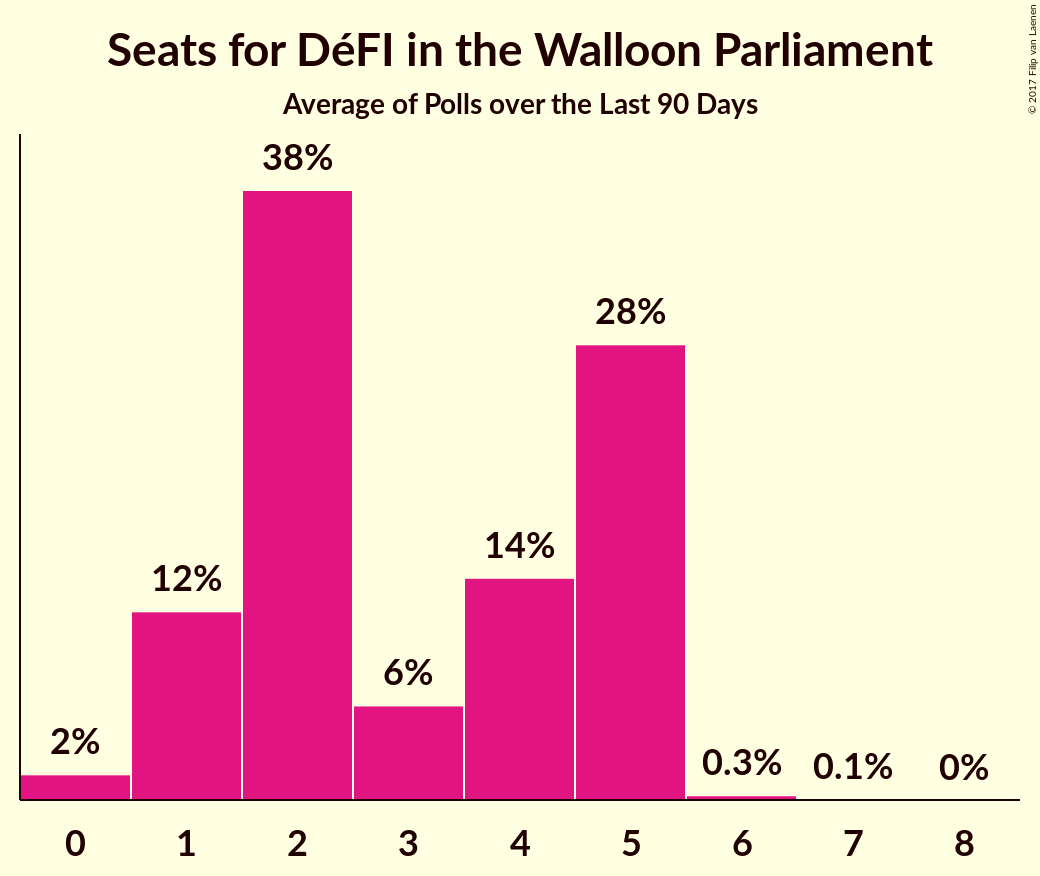 Seats for DéFI in the Walloon Parliament
Average of Polls over the Last 90 Days
© 2017 Filip van Laenen
2%
12%
38%
6%
14%
28%
0.3%
0.1%
0%
0 1 2 3 4 5 6 7 8